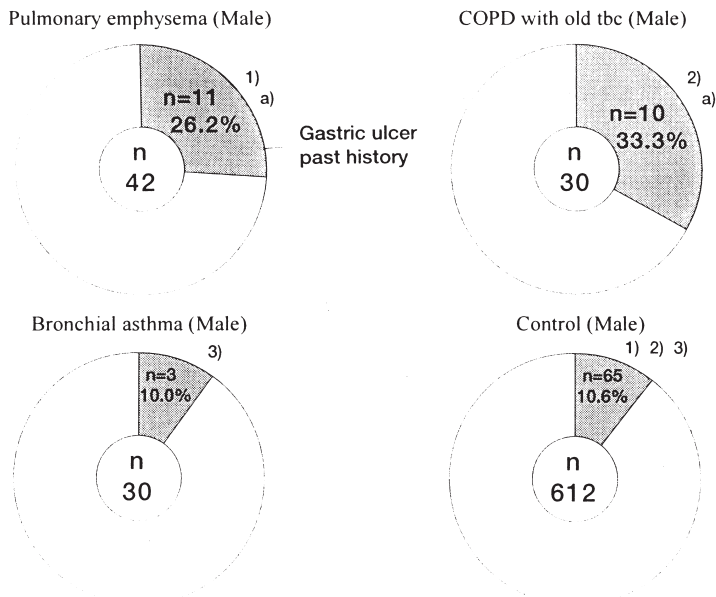 Pulmonary emphysema (Male)
1)
a)
n=11
26.2%
n
42
Gastric ulcer
past history
COPD with old tbc (Male)
2)
a)
n=10
33.3%
n
30
Bronchial asthma (Male)
3)
n=3
10.0%
n
30
Control (Male)
1) 2) 3)
n=65
10.6%
n
612